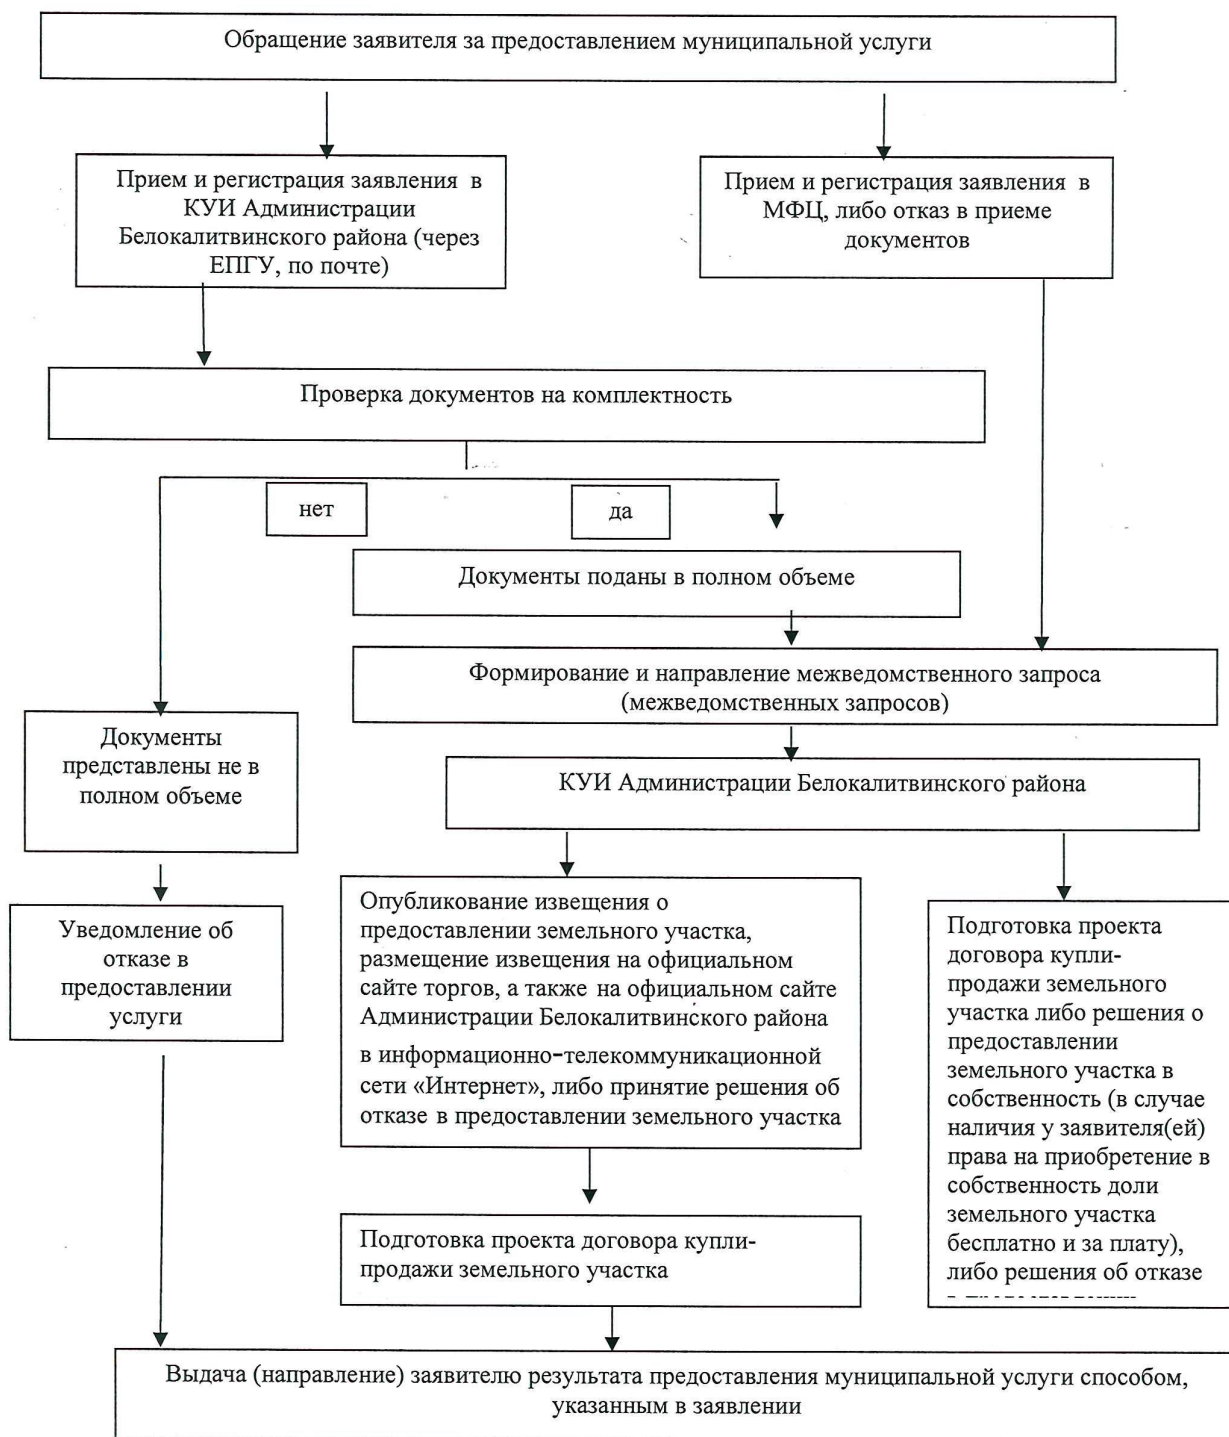 Обращение заявителя за предоставлением муниципальной услуги
Прием и регистрация заявления в
КУИ Администрации
Белокалитвинского района (через
ЕПГУ, по почте)
Прием и регистрация заявления в
МФЦ, либо отказ в приеме
документов
Проверка документов на комплектность
нет
да
Документы поданы в полном объеме
Формирование и направление межведомственного запроса
(межведомственных запросов)
Документы
представлены не в
полном объеме
КУИ Администрации Белокалитвинского района
Уведомление об
отказе в
предоставлении
услуги
Опубликование извещения о
предоставлении земельного участка,
размещение извещения на официальном
сайте торгов, а также на официальном сайте
Администрации Белокалитвинского района
в информационно-телекоммуникационной
сети «Интернет», либо принятие решения об
отказе в предоставлении земельного участка
Подготовка проекта
договора купли-
продажи земельного
участка либо решения о
предоставлении
земельного участка в
собственность (в случае
наличия у заявителя(ей)
права на приобретение в
собственность доли
земельного участка
бесплатно и за плату),
либо решения об отказе
Подготовка проекта договора купли-
продажи земельного участка
Выдача (направление) заявителю результата предоставления муниципальной услуги способом,
указанным в заявлении